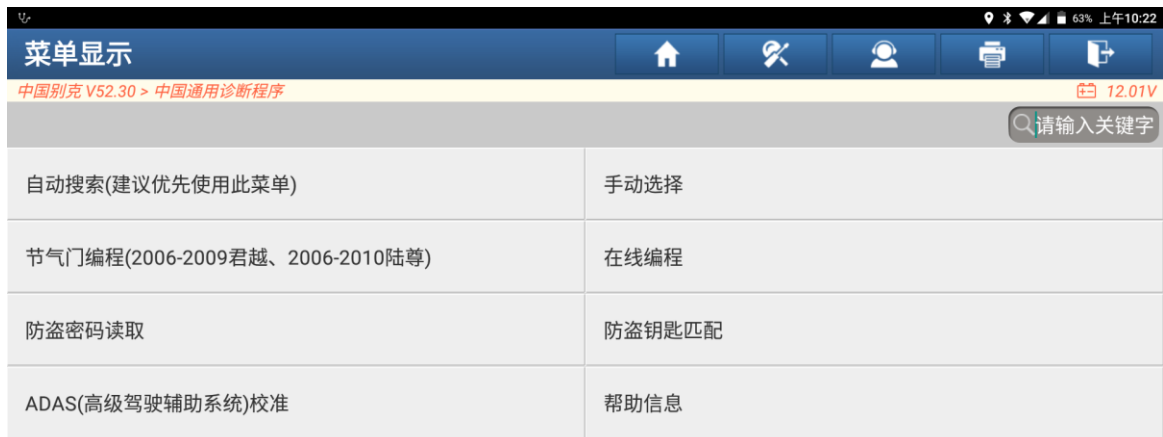 63% 上午10:22
菜单显示
中国别克 V52.30 > 中国通用诊断程序
12.01V
请输入关键字
自动搜索(建议优先使用此菜单)
手动选择
节气门编程(2006-2009君越、2006-2010陆尊)
在线编程
防盗密码读取
防盗钥匙匹配
ADAS(高级驾驶辅助系统)校准
帮助信息